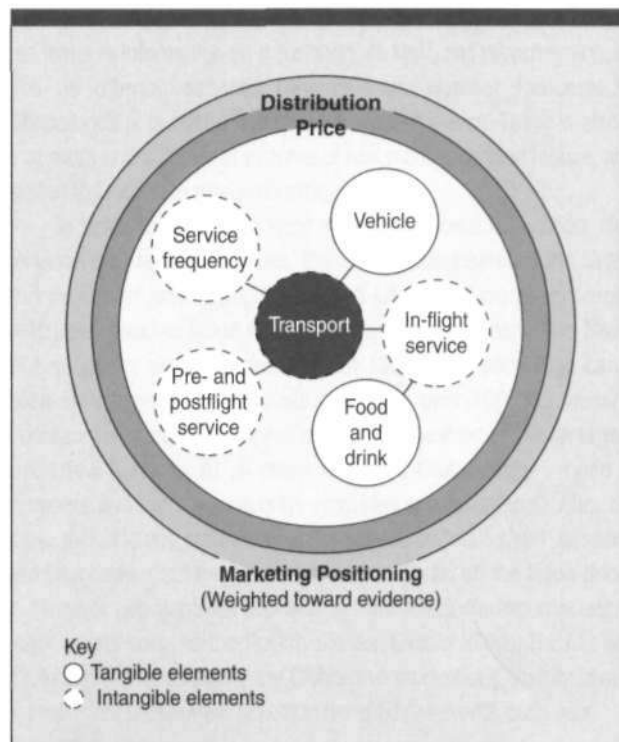 Distribution
Price
Vehicle
Service
frequency
Transport
In-flight
service
Pre- and
postflight
service
Food
and
drink
Marketing Positioning
(Weighted toward evidence)
Key
Tangible elements
Intangible elements